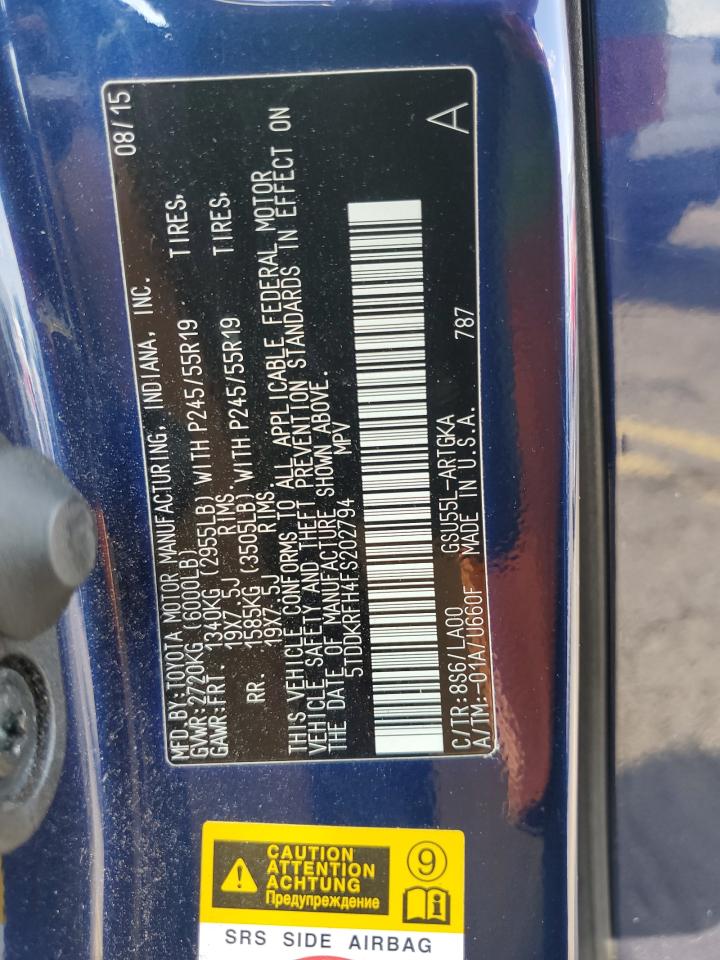 MFD.BY:TOYOTA MOTOR MANUFACTURING, INDIANA, INC. 08/15
GVWR:2720KG (6000LB)
GAWR:FRT. 1340KG (2955LB) WITH P245/55R19 TIRES,
19X7.5J RIMS.
RR. 1585KG (3505LB) WITH P245/55R19 TIRES,
19X7.5J RIMS.
THIS VEHICLE CONFORMS TO ALL APPLICABLE FEDERAL MOTOR
VEHICLE SAFETY AND THEFT PREVENTION STANDARDS IN EFFECT ON
THE DATE OF MANUFACTURE SHOWN ABOVE.
5TDDKRFH4FS202794 MPV
C/TR:8S6/LA00 GSU55L-ARTGKA 787 A
A/TM:-01A/U660F MADE IN U.S.A.
CAUTION
ATTENTION
ACHTUNG
Предупреждение
9
i
SRS SIDE AIRBAG